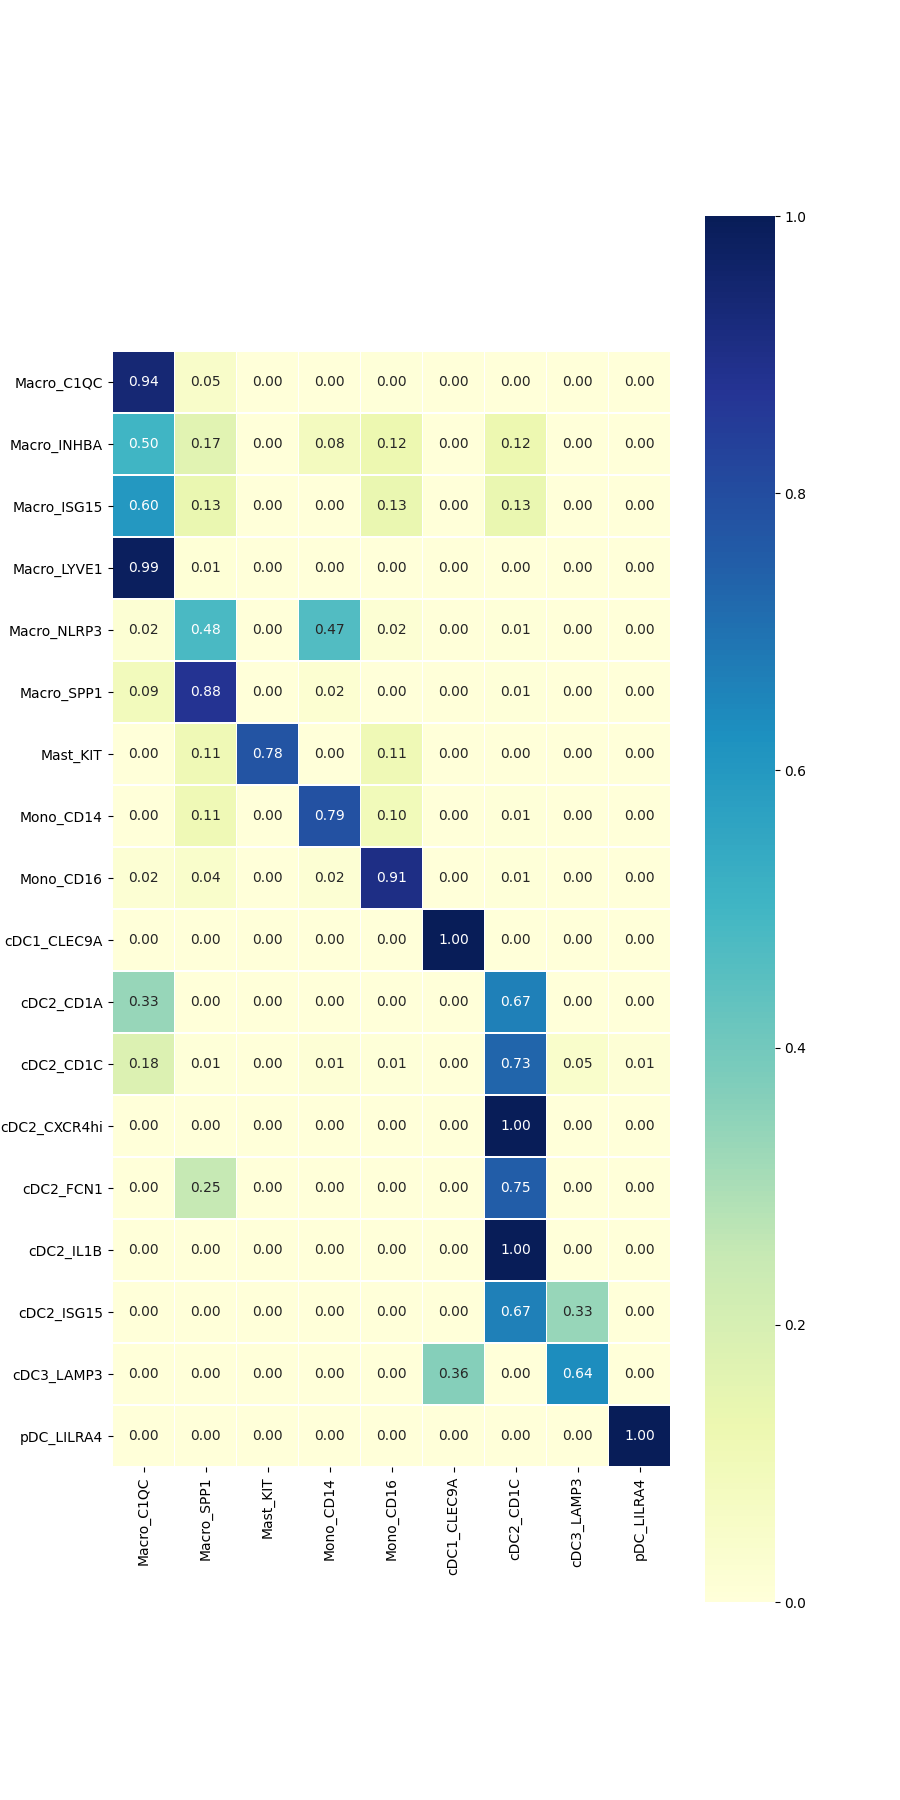 1.0
Macro_C1QC 0.94 0.05 0.00 0.00 0.00 0.00 0.00 0.00 0.00
Macro_INHBA 0.50 0.17 0.00 0.08 0.12 0.00 0.12 0.00 0.00
0.8
Macro_ISG15 0.60 0.13 0.00 0.00 0.13 0.00 0.13 0.00 0.00
Macro_LYVE1 0.99 0.01 0.00 0.00 0.00 0.00 0.00 0.00 0.00
Macro_NLRP3 0.02 0.48 0.00 0.47 0.02 0.00 0.01 0.00 0.00
Macro_SPP1 0.09 0.88 0.00 0.02 0.00 0.00 0.01 0.00 0.00
Mast_KIT 0.00 0.11 0.78 0.00 0.11 0.00 0.00 0.00 0.00
0.6
Mono_CD14 0.00 0.11 0.00 0.79 0.10 0.00 0.01 0.00 0.00
Mono_CD16 0.02 0.04 0.00 0.02 0.91 0.00 0.01 0.00 0.00
cDC1_CLEC9A 0.00 0.00 0.00 0.00 0.00 1.00 0.00 0.00 0.00
cDC2_CD1A 0.33 0.00 0.00 0.00 0.00 0.00 0.67 0.00 0.00
0.4
cDC2_CD1C 0.18 0.01 0.00 0.01 0.01 0.00 0.73 0.05 0.01
cDC2_CXCR4hi 0.00 0.00 0.00 0.00 0.00 0.00 1.00 0.00 0.00
cDC2_FCN1 0.00 0.25 0.00 0.00 0.00 0.00 0.75 0.00 0.00
cDC2_IL1B 0.00 0.00 0.00 0.00 0.00 0.00 1.00 0.00 0.00
cDC2_ISG15 0.00 0.00 0.00 0.00 0.00 0.00 0.67 0.33 0.00
0.2
cDC3_LAMP3 0.00 0.00 0.00 0.00 0.00 0.36 0.00 0.64 0.00
pDC_LILRA4 0.00 0.00 0.00 0.00 0.00 0.00 0.00 0.00 1.00
Macro_C1QC
Macro_SPP1
Mast_KIT
Mono_CD14
Mono_CD16
cDC1_CLEC9A
cDC2_CD1C
cDC3_LAMP3
pDC_LILRA4
0.0